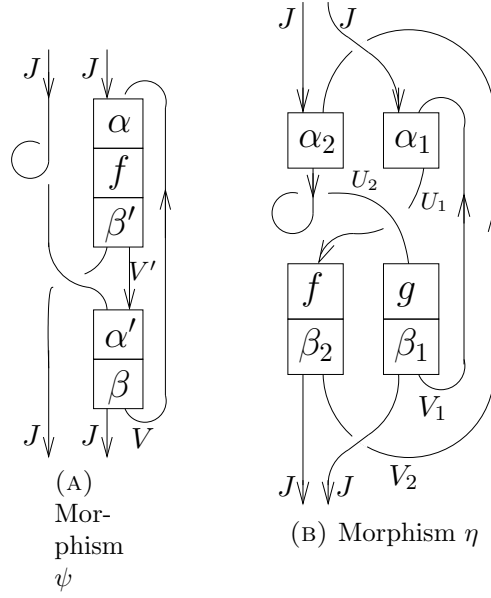 J J
α
f
β′
V′
α′
β
J J V
(A)
Mor-
phism
ψ
J J
α₂ α₁
U₂
U₁
f g
β₂ β₁
V₁
V₂
J J
(B) Morphism η